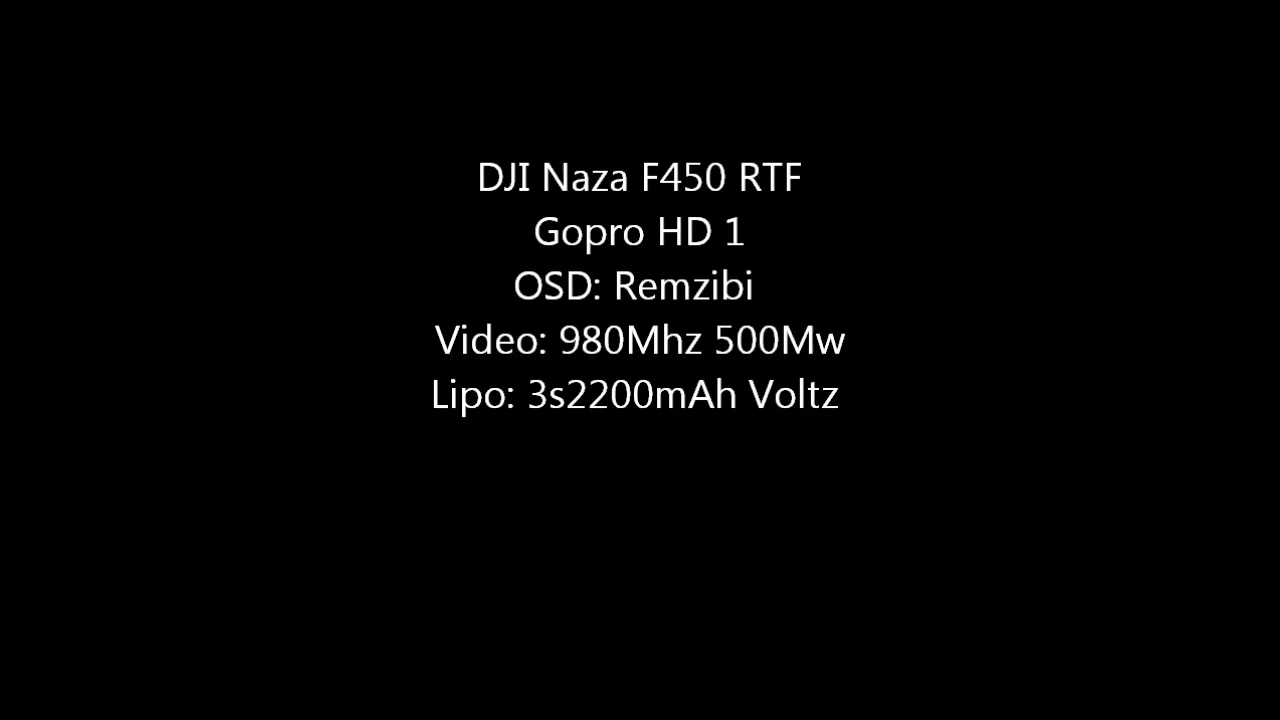 DJI Naza F450 RTF
Gopro HD 1
OSD: Remzibi
Video: 980Mhz 500Mw
Lipo: 3s2200mAh Voltz